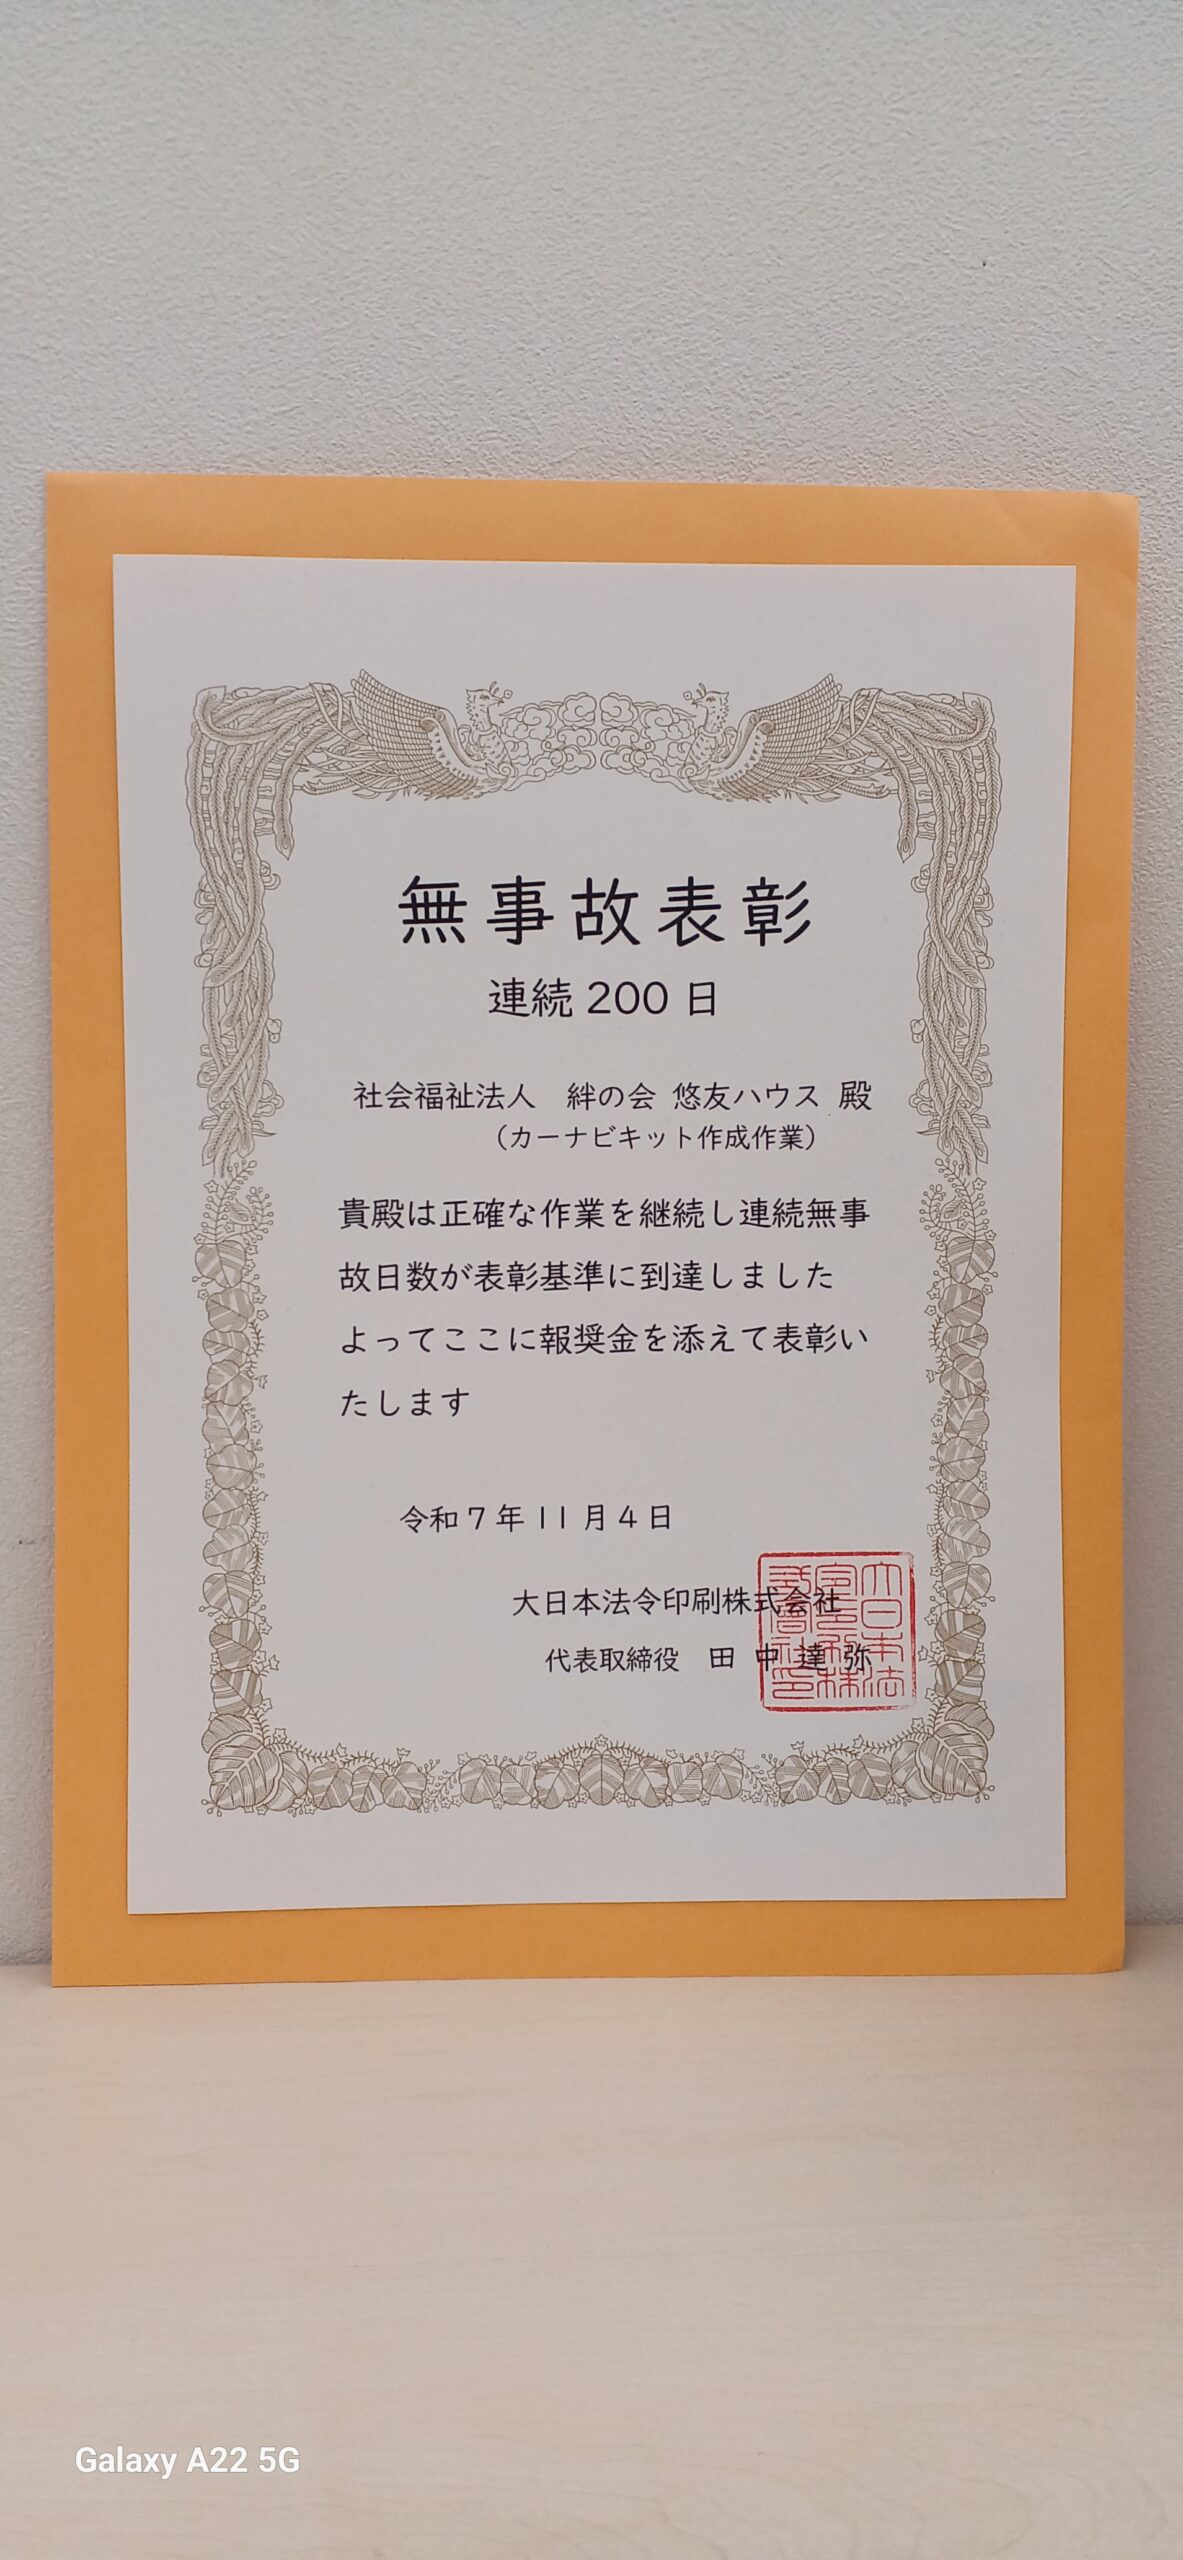 無事故表彰
連続200日
社会福祉法人　絆の会 悠友ハウス 殿
（カーナビキット作成作業）
貴殿は正確な作業を継続し連続無事
故日数が表彰基準に到達しました
よってここに報奨金を添えて表彰い
たします
令和7年11月4日
大日本法令印刷株式会社
代表取締役　田中達弥
Galaxy A22 5G